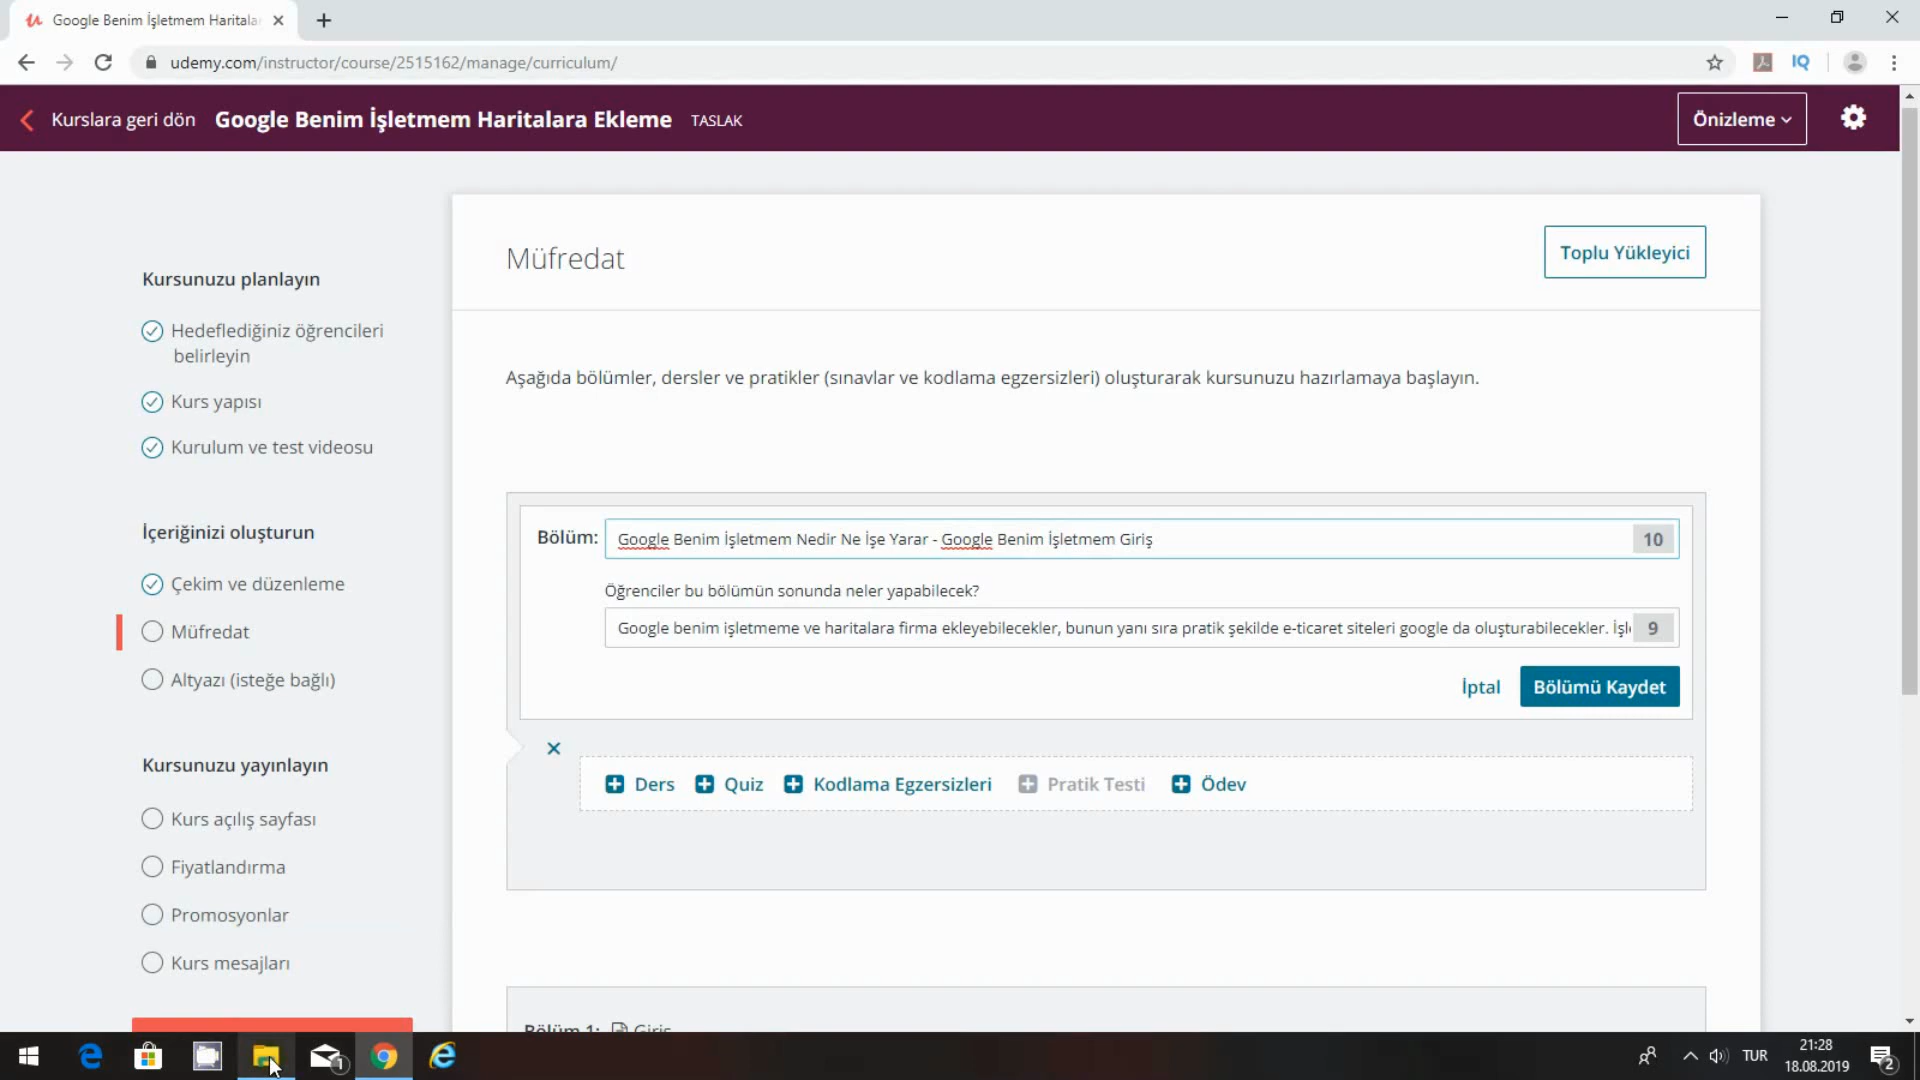 Google Benim İşletmem Haritala
udemy.com/instructor/course/2515162/manage/curriculum/
IQ
Kurslara geri dön
Google Benim İşletmem Haritalara Ekleme
TASLAK
Önizleme
Müfredat
Toplu Yükleyici
Kursunuzu planlayın
Hedeflediğiniz öğrencileri
belirleyin
Kurs yapısı
Kurulum ve test videosu
İçeriğinizi oluşturun
Çekim ve düzenleme
Müfredat
Altyazı (isteğe bağlı)
Kursunuzu yayınlayın
Kurs açılış sayfası
Fiyatlandırma
Promosyonlar
Kurs mesajları
Aşağıda bölümler, dersler ve pratikler (sınavlar ve kodlama egzersizleri) oluşturarak kursunuzu hazırlamaya başlayın.
Bölüm: Google Benim İşletmem Nedir Ne İşe Yarar - Google Benim İşletmem Giriş 10
Öğrenciler bu bölümün sonunda neler yapabilecek?
Google benim işletmeme ve haritalara firma ekleyebilecekler, bunun yanı sıra pratik şekilde e-ticaret siteleri google da oluşturabilecekler. 9
İptal
Bölümü Kaydet
Ders
Quiz
Kodlama Egzersizleri
Pratik Testi
Ödev
Bölüm 1: Giriş
1
TUR
21:28
18.08.2019
2